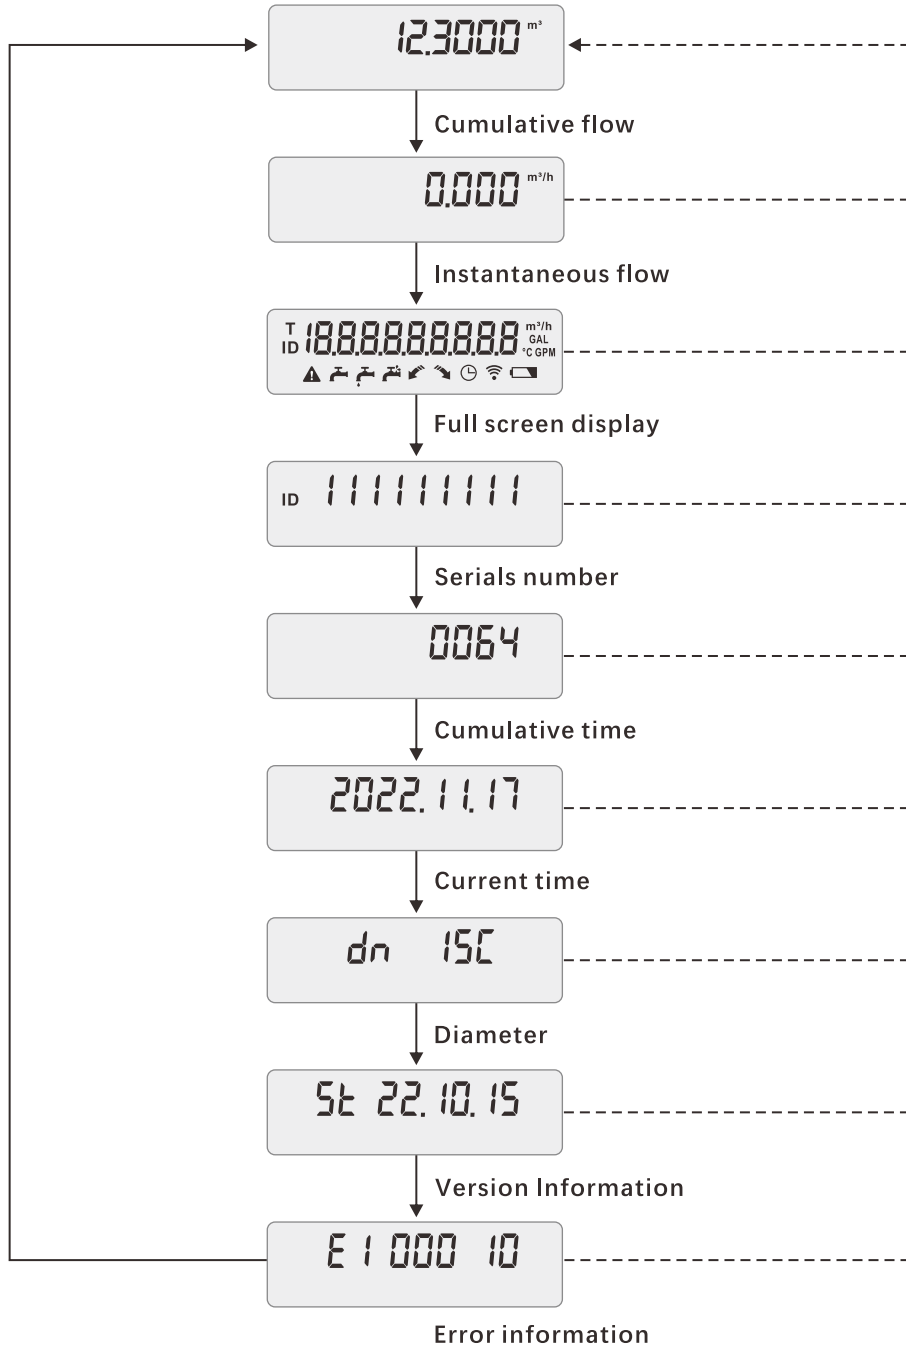 12.3000 m³
Cumulative flow
0.000 m³/h
Instantaneous flow
T 18.8.8.8.8.8.8.8.8 m³/h
ID GAL
°C GPM
Full screen display
ID 111111111
Serials number
0064
Cumulative time
2022.11.17
Current time
dn 15C
Diameter
St 22.10.15
Version Information
E1 000 10
Error information